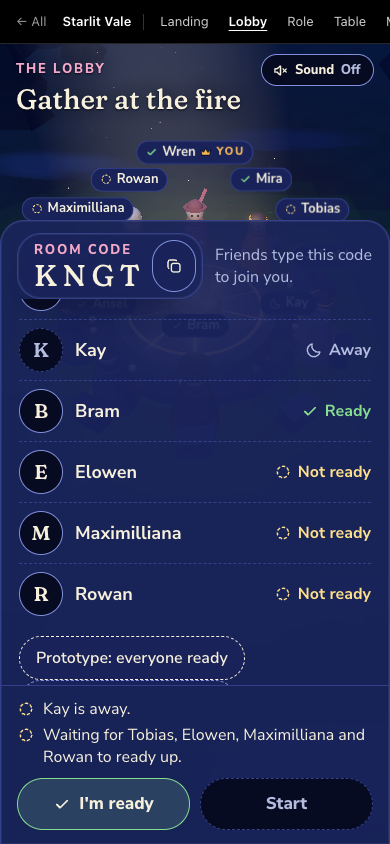 ← All Starlit Vale Landing Lobby Role Table
THE LOBBY
Gather at the fire
Sound Off
Wren YOU
Rowan
Mira
Maximilliana
Tobias
ROOM CODE
KNGT
Friends type this code
to join you.
Ansel
Kay
Bram
K Kay Away
B Bram Ready
E Elowen Not ready
M Maximilliana Not ready
R Rowan Not ready
Prototype: everyone ready
Kay is away.
Waiting for Tobias, Elowen, Maximilliana and
Rowan to ready up.
I'm ready
Start